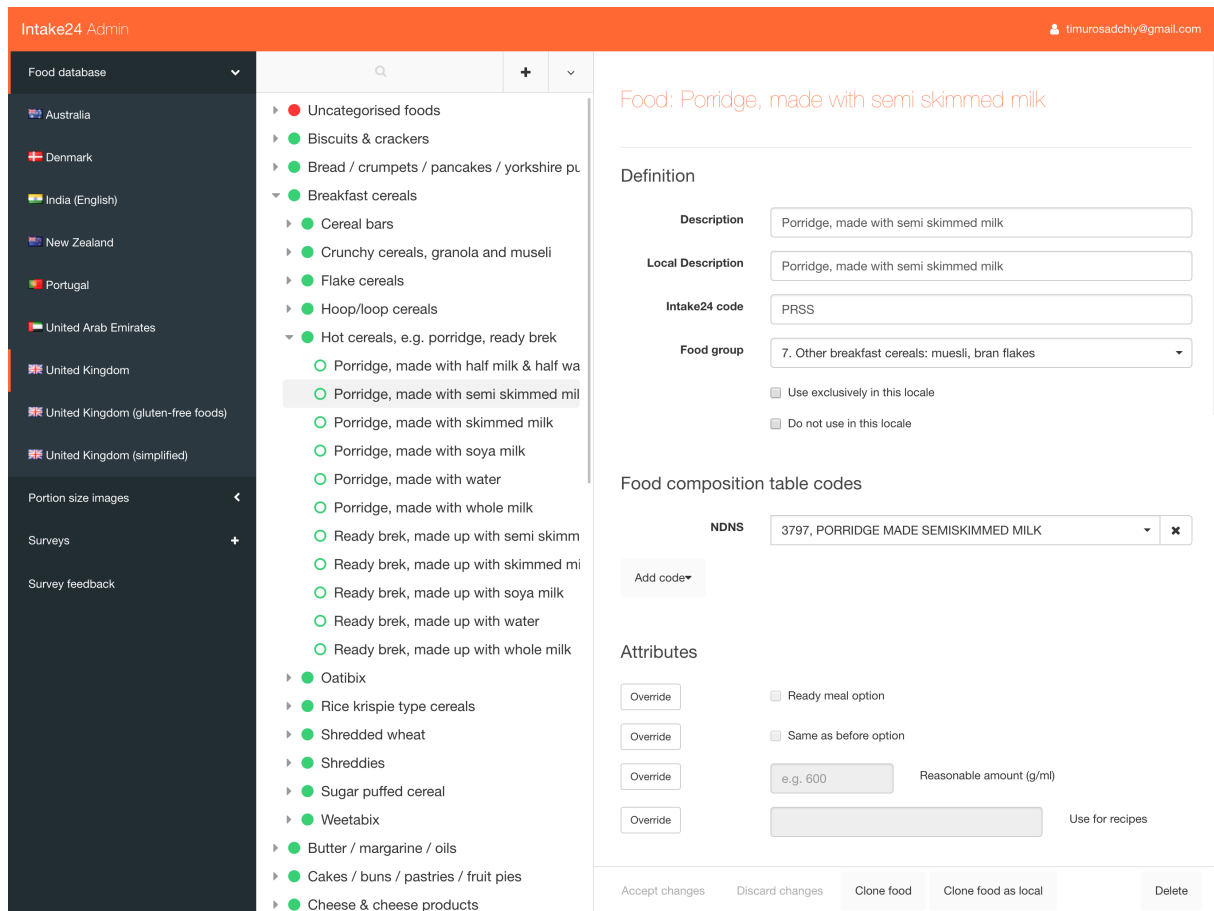 Intake24 Admin
timurosadchiy@gmail.com
Food database
Australia
Denmark
India (English)
New Zealand
Portugal
United Arab Emirates
United Kingdom
United Kingdom (gluten-free foods)
United Kingdom (simplified)
Portion size images
Surveys
Survey feedback
Uncategorised foods
Biscuits & crackers
Bread / crumpets / pancakes / yorkshire pu
Breakfast cereals
Cereal bars
Crunchy cereals, granola and museli
Flake cereals
Hoop/loop cereals
Hot cereals, e.g. porridge, ready brek
Porridge, made with half milk & half wa
Porridge, made with semi skimmed mil
Porridge, made with skimmed milk
Porridge, made with soya milk
Porridge, made with water
Porridge, made with whole milk
Ready brek, made up with semi skimm
Ready brek, made up with skimmed mi
Ready brek, made up with soya milk
Ready brek, made up with water
Ready brek, made up with whole milk
Oatibix
Rice krispie type cereals
Shredded wheat
Shreddies
Sugar puffed cereal
Weetabix
Butter / margarine / oils
Cakes / buns / pastries / fruit pies
Cheese & cheese products
Food: Porridge, made with semi skimmed milk
Definition
Description Porridge, made with semi skimmed milk
Local Description Porridge, made with semi skimmed milk
Intake24 code PRSS
Food group 7. Other breakfast cereals: muesli, bran flakes
Use exclusively in this locale
Do not use in this locale
Food composition table codes
NDNS 3797, PORRIDGE MADE SEMISKIMMED MILK
Add code
Attributes
Override Ready meal option
Override Same as before option
Override e.g. 600 Reasonable amount (g/ml)
Override Use for recipes
Accept changes Discard changes Clone food Clone food as local Delete